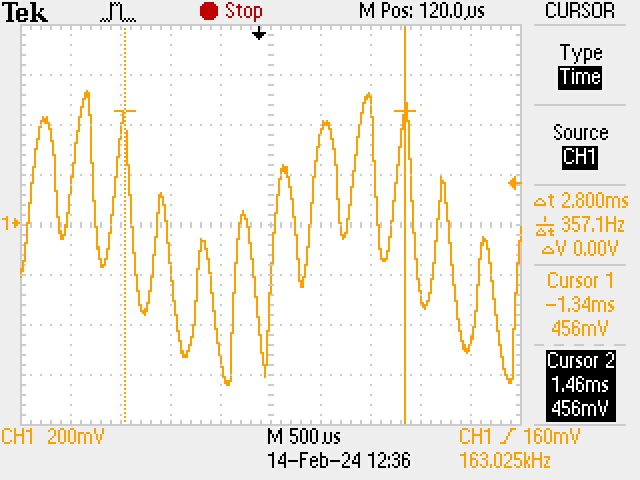 Tek Stop M Pos: 120.0µs CURSOR
Type
Time
Source
CH1
Δt 2.800ms
1/Δt 357.1Hz
ΔV 0.00V
1
Cursor 1
-1.34ms
456mV
Cursor 2
1.46ms
456mV
CH1 200mV M 500µs CH1 160mV
14-Feb-24 12:36 163.025kHz